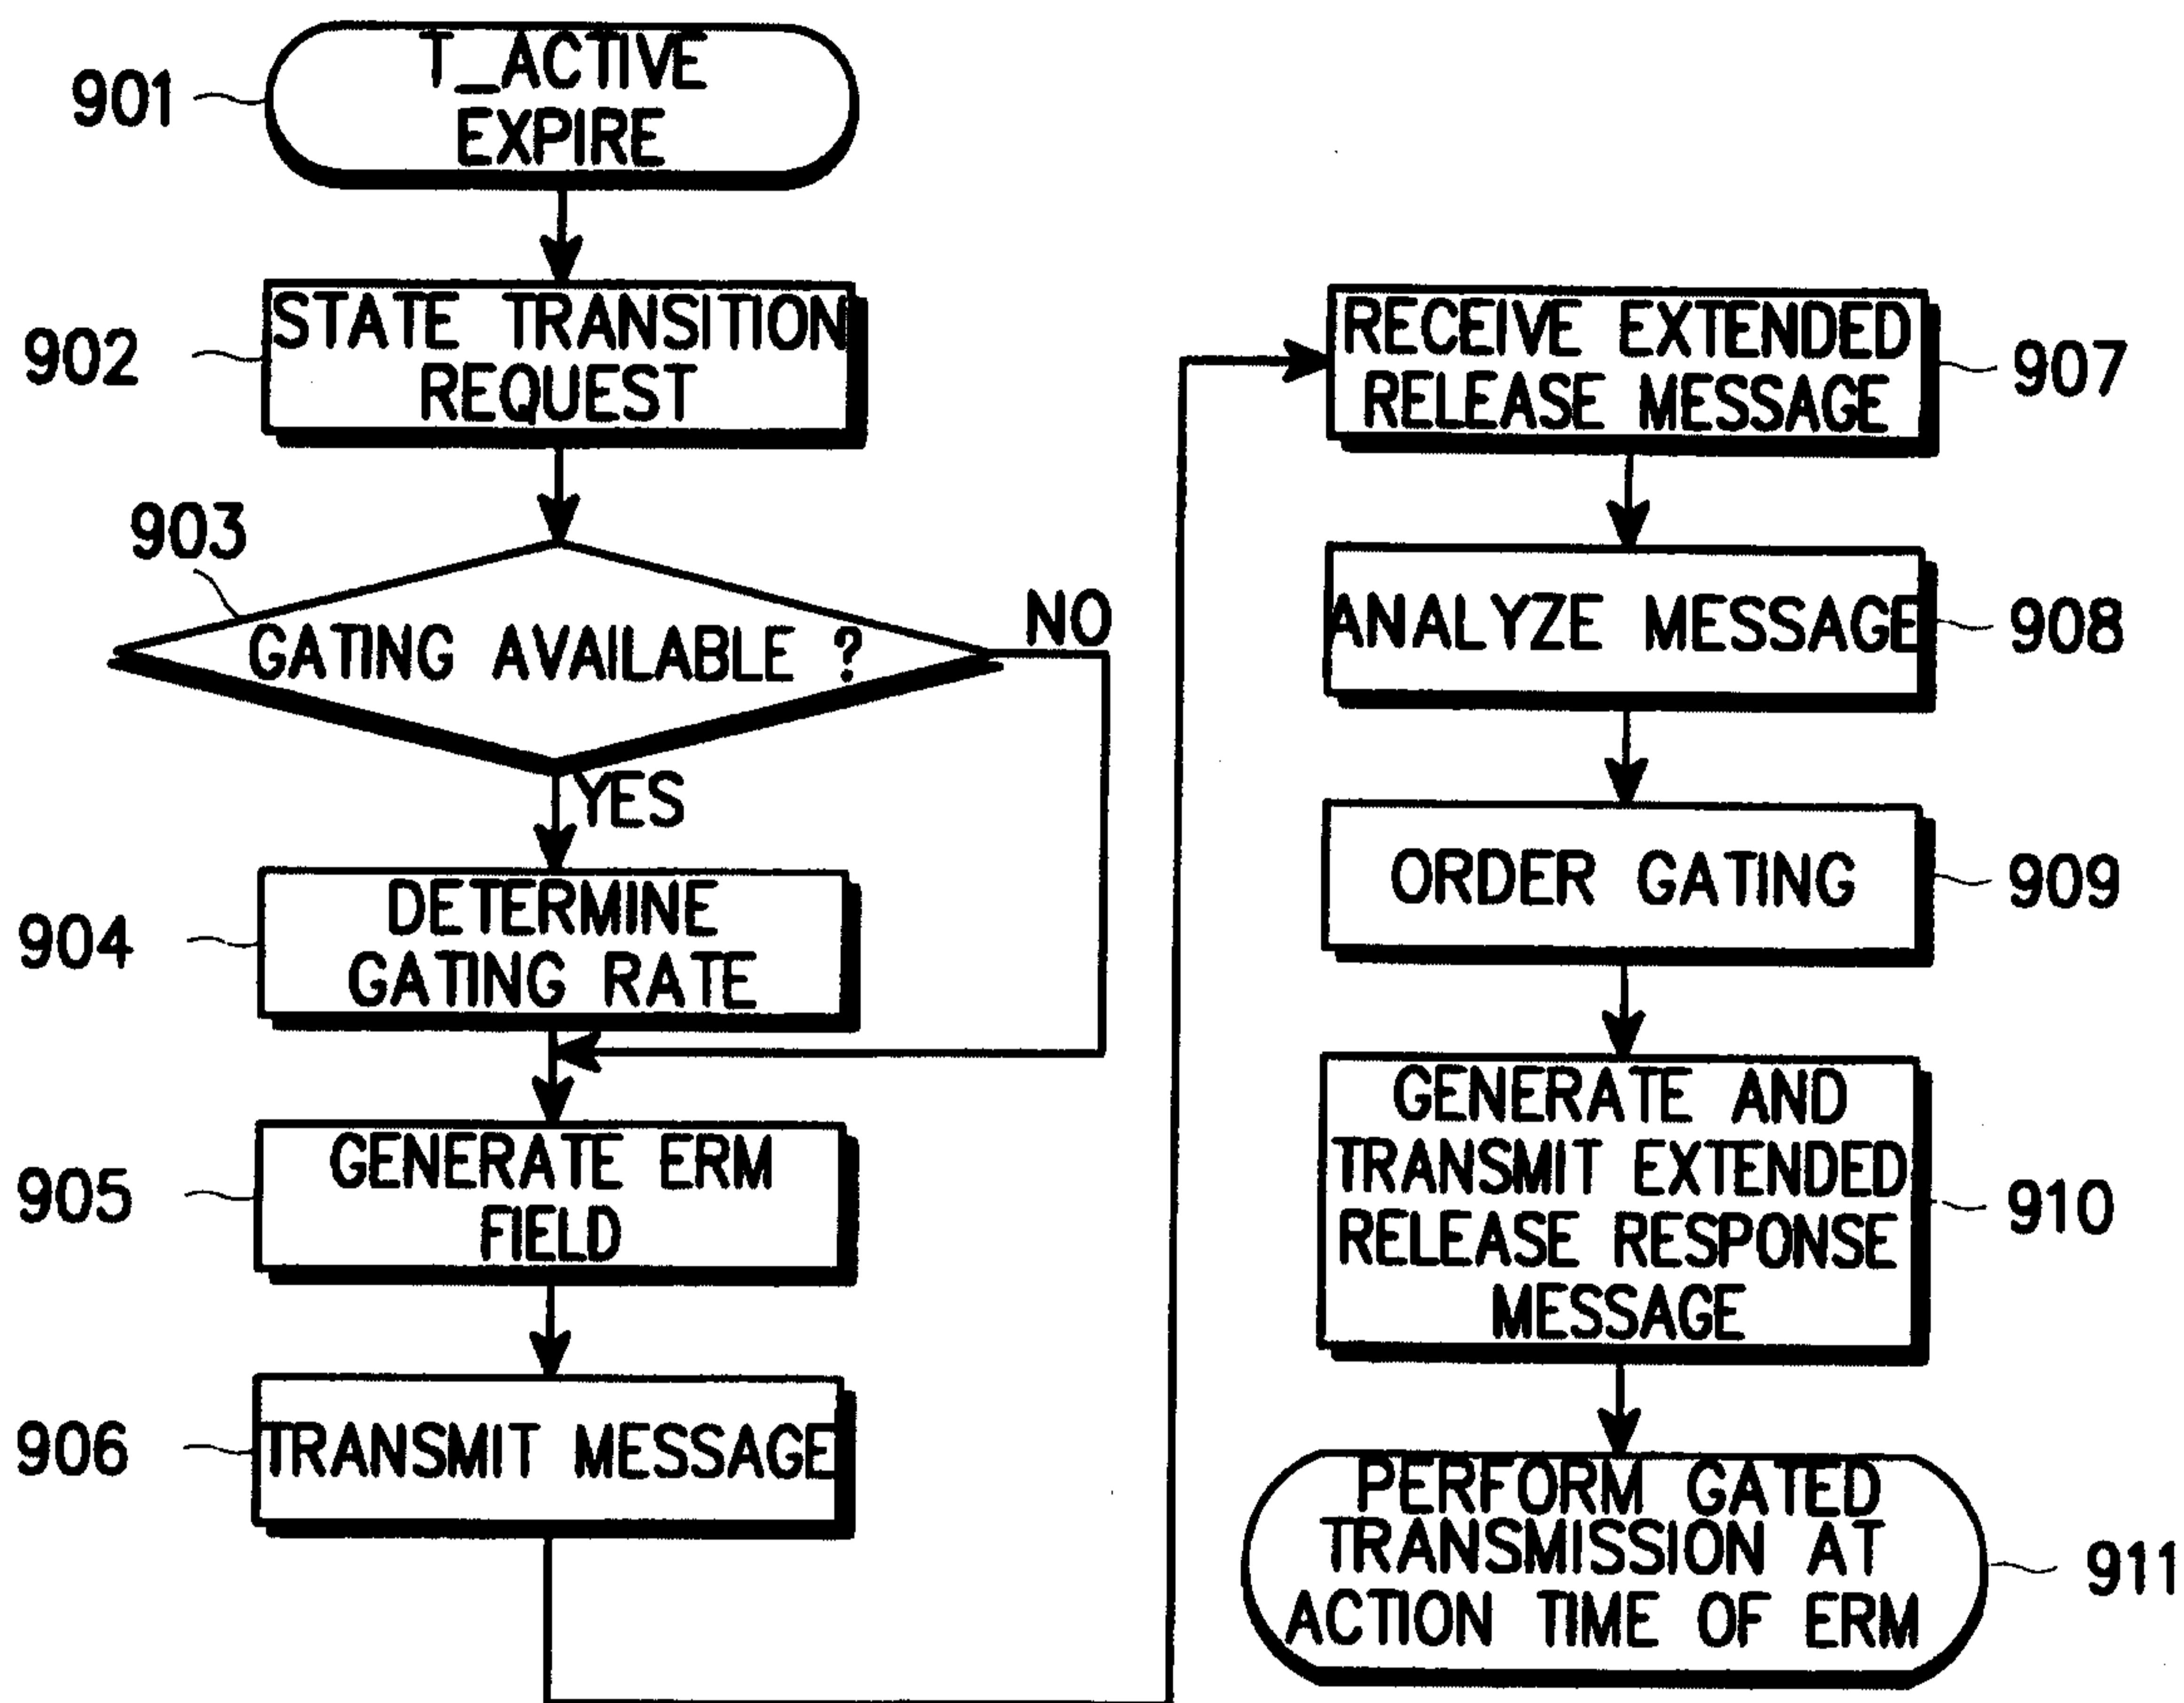 901
T_ACTIVE
EXPIRE
902
STATE TRANSITION
REQUEST
903
GATING AVAILABLE ?
NO
YES
904
DETERMINE
GATING RATE
905
GENERATE ERM
FIELD
906
TRANSMIT MESSAGE
RECEIVE EXTENDED
RELEASE MESSAGE
907
ANALYZE MESSAGE
908
ORDER GATING
909
GENERATE AND
TRANSMIT EXTENDED
RELEASE RESPONSE
MESSAGE
910
PERFORM GATED
TRANSMISSION AT
ACTION TIME OF ERM
911